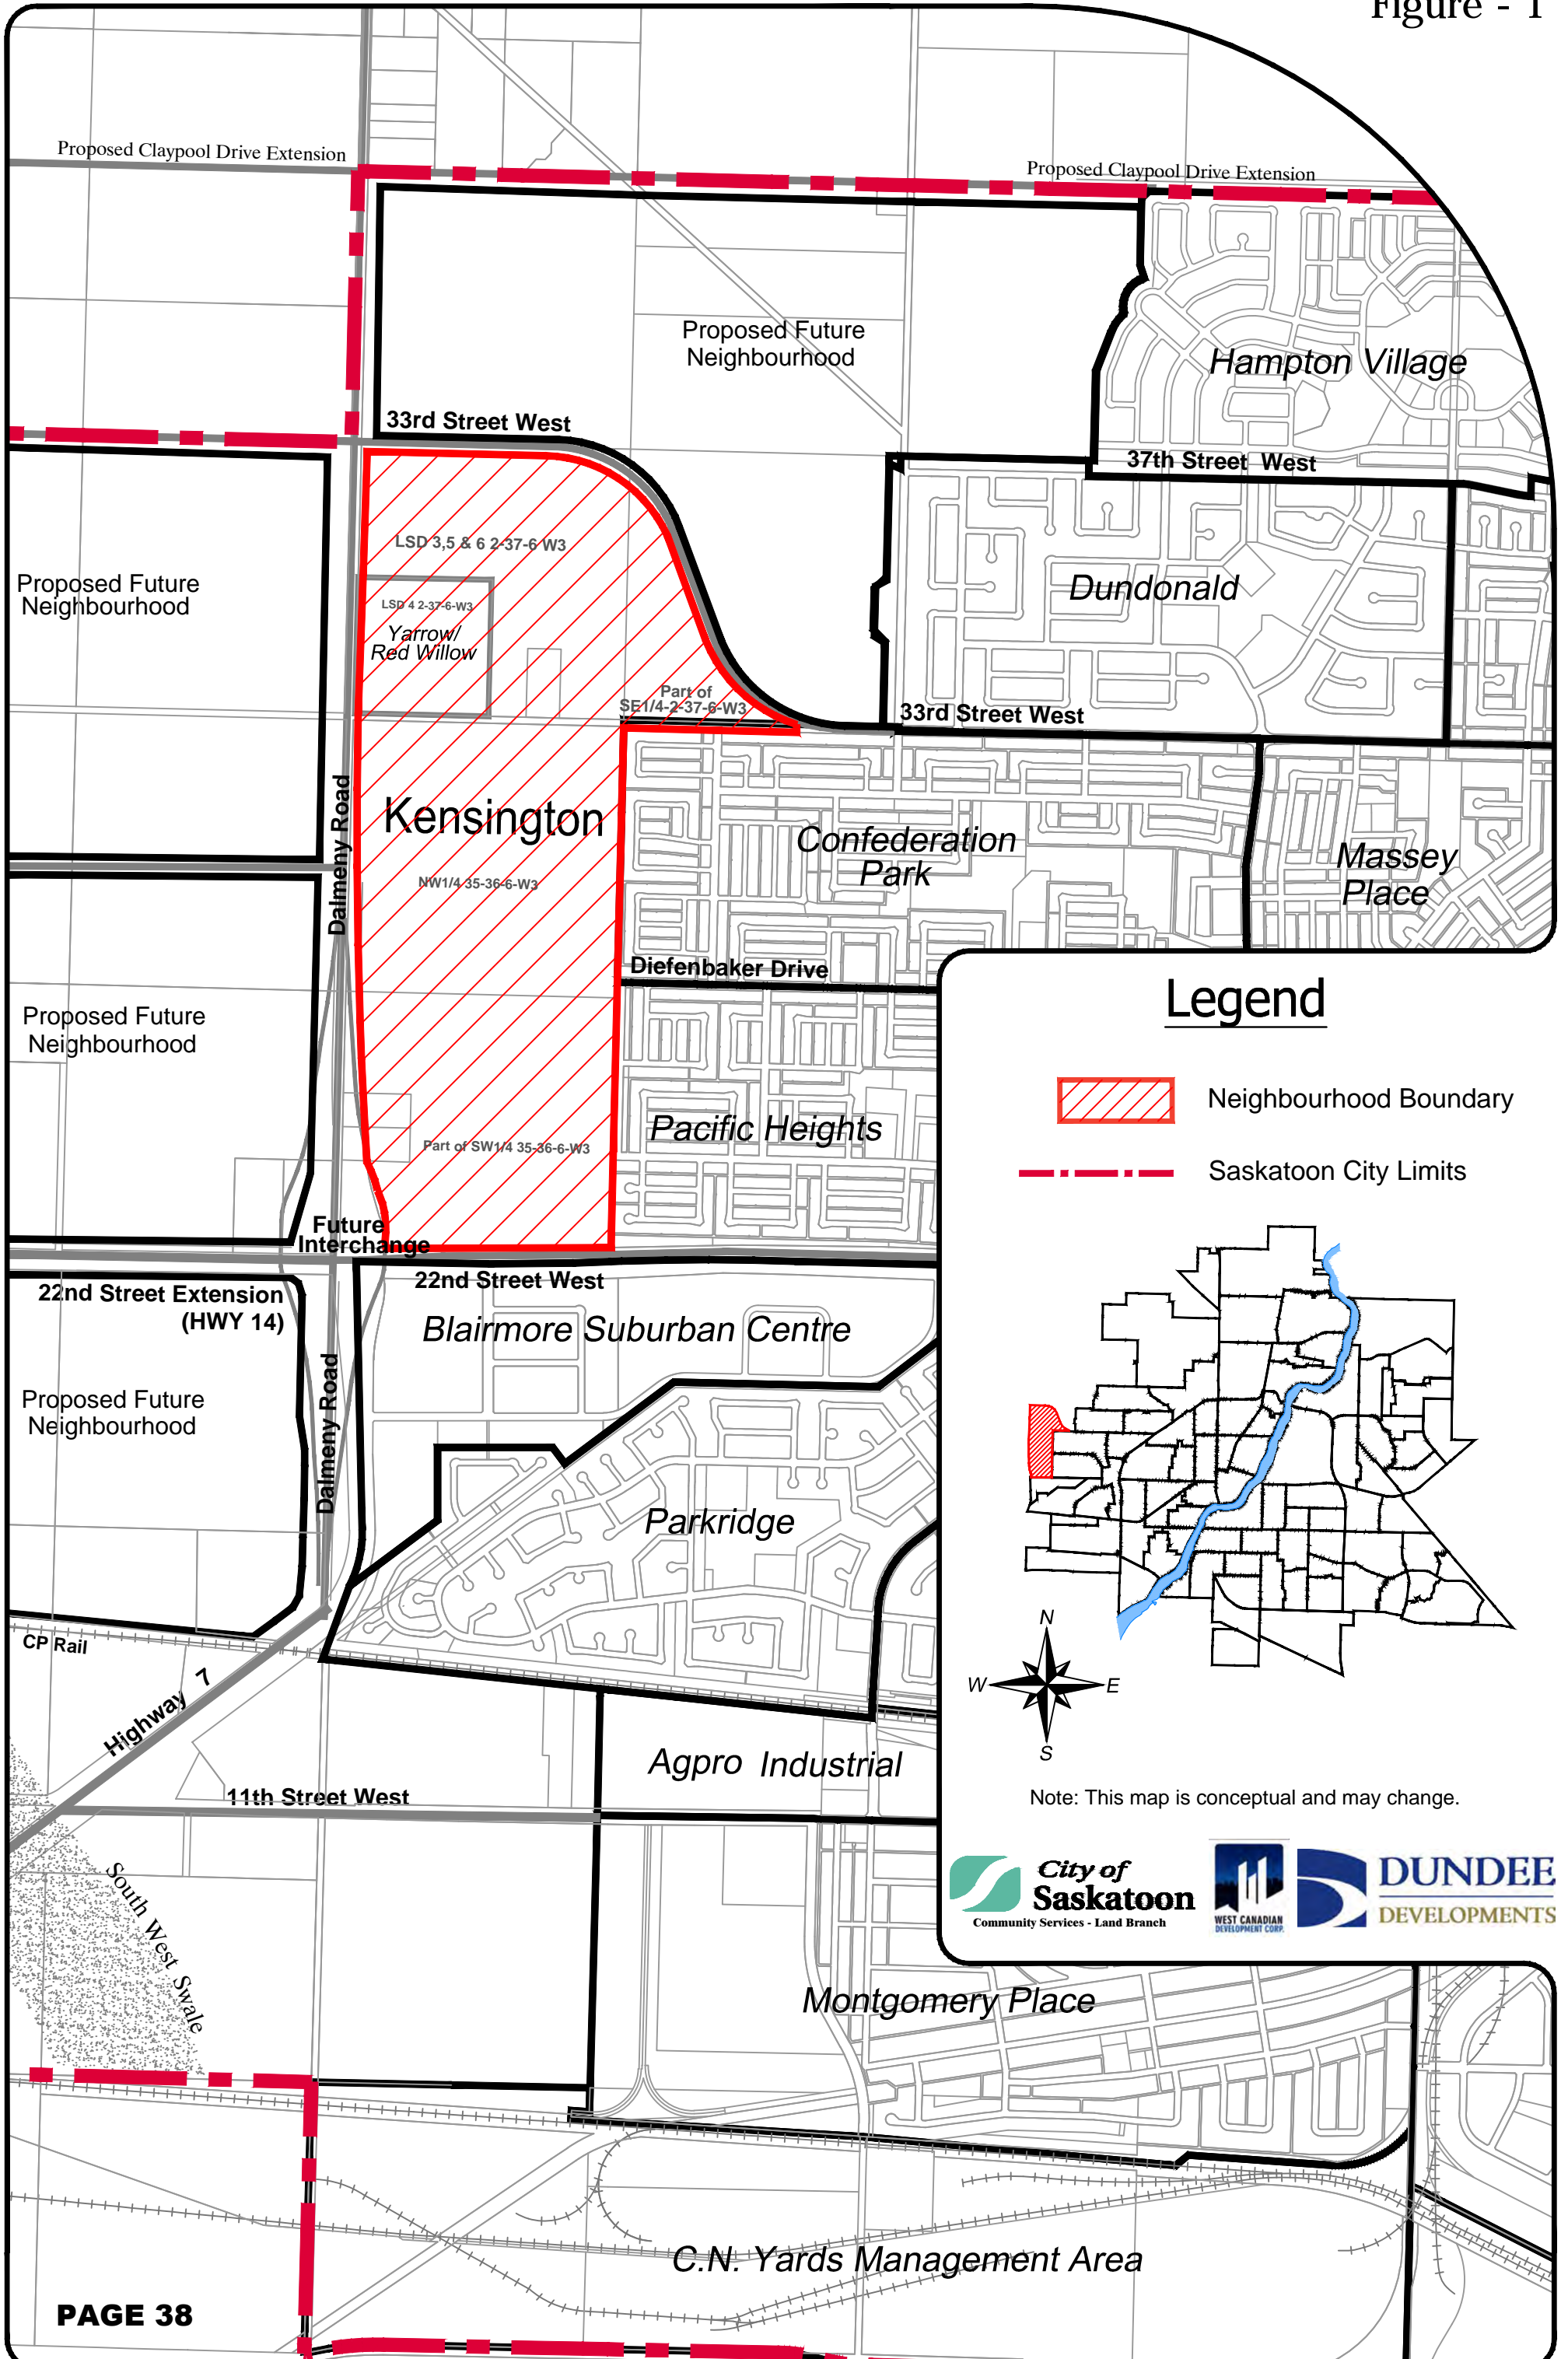 Figure - 1
Proposed Claypool Drive Extension
Proposed Claypool Drive Extension
Proposed Future
Neighbourhood
Hampton Village
33rd Street West
37th Street West
LSD 3,5 & 6 2-37-6 W3
Proposed Future
Neighbourhood
LSD 4 2-37-6-W3
Yarrow/
Red Willow
Dundonald
Part of
SE1/4-2-37-6-W3
33rd Street West
Dalmeny Road
Kensington
NW1/4 35-36-6-W3
Confederation
Park
Massey
Place
Diefenbaker Drive
Proposed Future
Neighbourhood
Pacific Heights
Part of SW1/4 35-36-6-W3
Future
Interchange
22nd Street West
22nd Street Extension
(HWY 14)
Blairmore Suburban Centre
Proposed Future
Neighbourhood
Dalmeny Road
Parkridge
CP Rail
Highway 7
Agpro Industrial
11th Street West
South West Swale
Montgomery Place
C.N. Yards Management Area
PAGE 38
Legend
Neighbourhood Boundary
Saskatoon City Limits
N
W
E
S
Note: This map is conceptual and may change.
City of
Saskatoon
Community Services - Land Branch
WEST CANADIAN
DEVELOPMENT CORP.
DUNDEE
DEVELOPMENTS